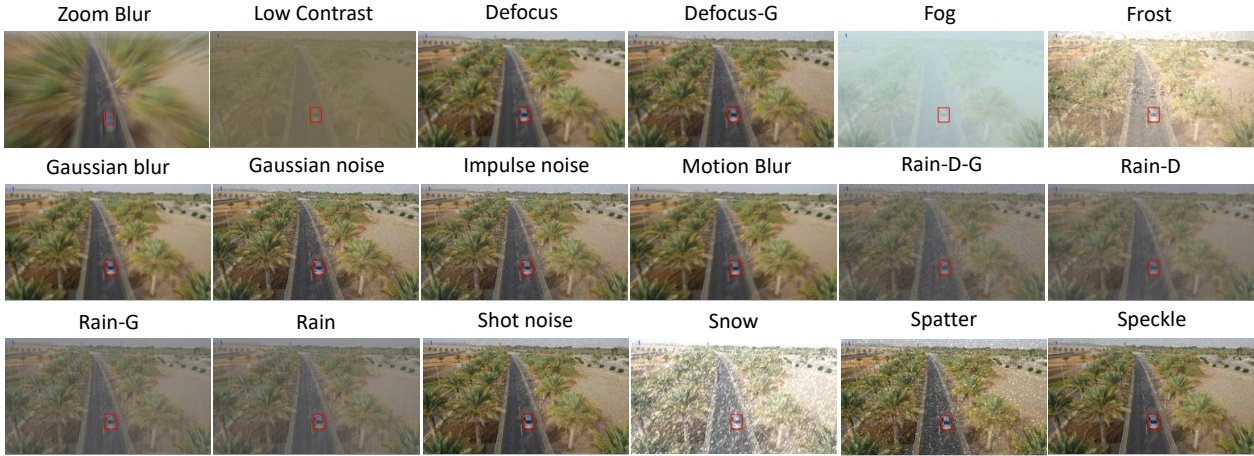 Zoom Blur Low Contrast Defocus Defocus-G Fog Frost
Gaussian blur Gaussian noise Impulse noise Motion Blur Rain-D-G Rain-D
Rain-G Rain Shot noise Snow Spatter Speckle